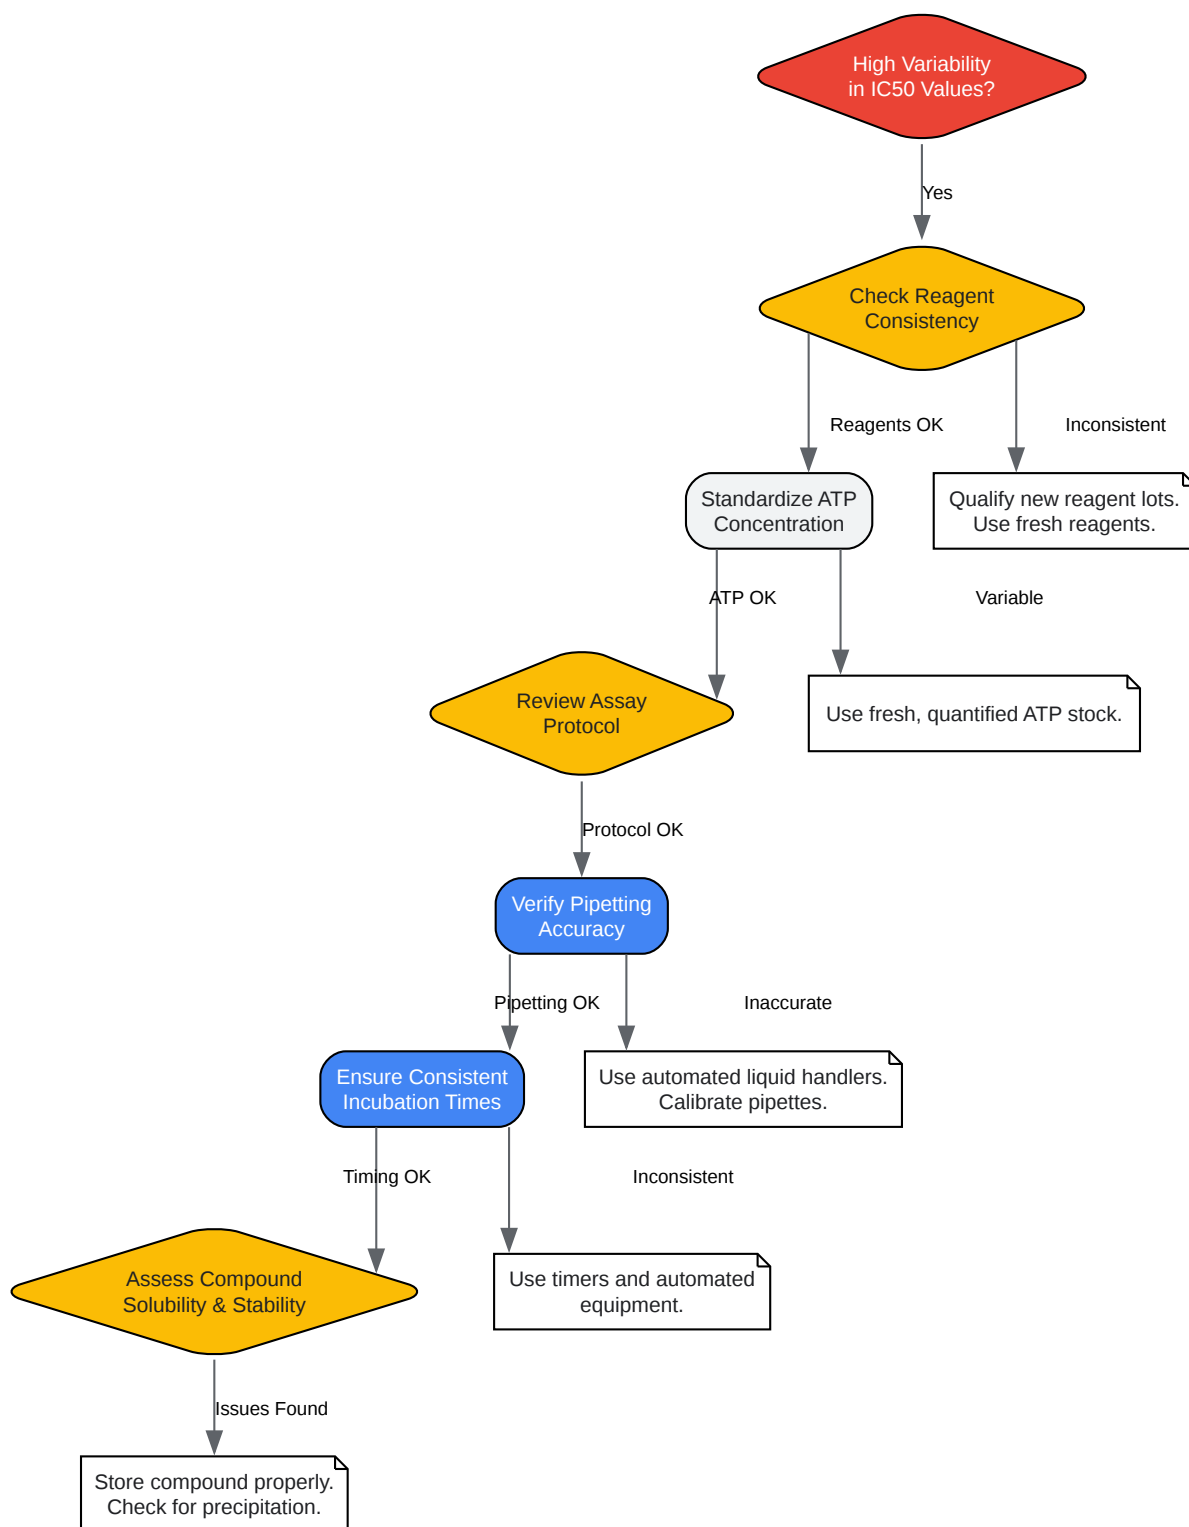 High Variability
in IC50 Values?
Yes
Check Reagent
Consistency
Reagents OK
Inconsistent
Standardize ATP
Concentration
Qualify new reagent lots.
Use fresh reagents.
ATP OK
Variable
Review Assay
Protocol
Use fresh, quantified ATP stock.
Protocol OK
Verify Pipetting
Accuracy
Pipetting OK
Inaccurate
Ensure Consistent
Incubation Times
Use automated liquid handlers.
Calibrate pipettes.
Timing OK
Inconsistent
Assess Compound
Solubility & Stability
Use timers and automated
equipment.
Issues Found
Store compound properly.
Check for precipitation.